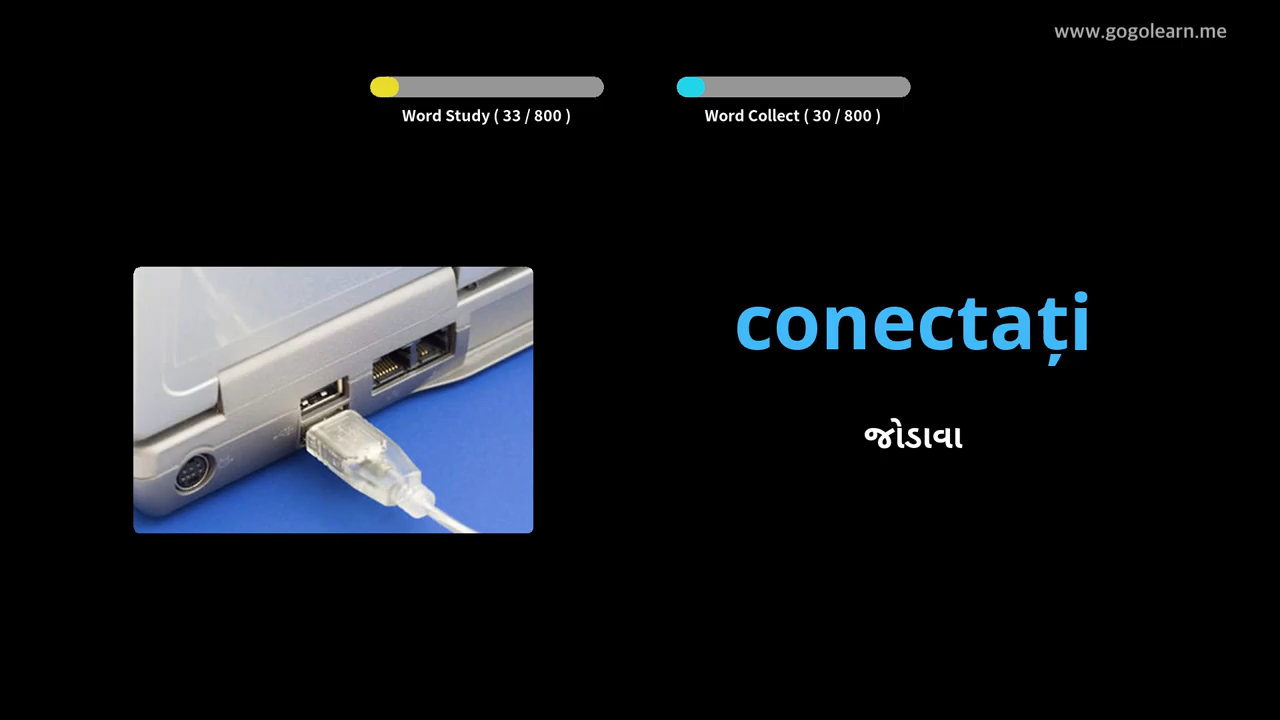 www.gogolearn.me
Word Study ( 33 / 800 )
Word Collect ( 30 / 800 )
conectați
જોડાવા